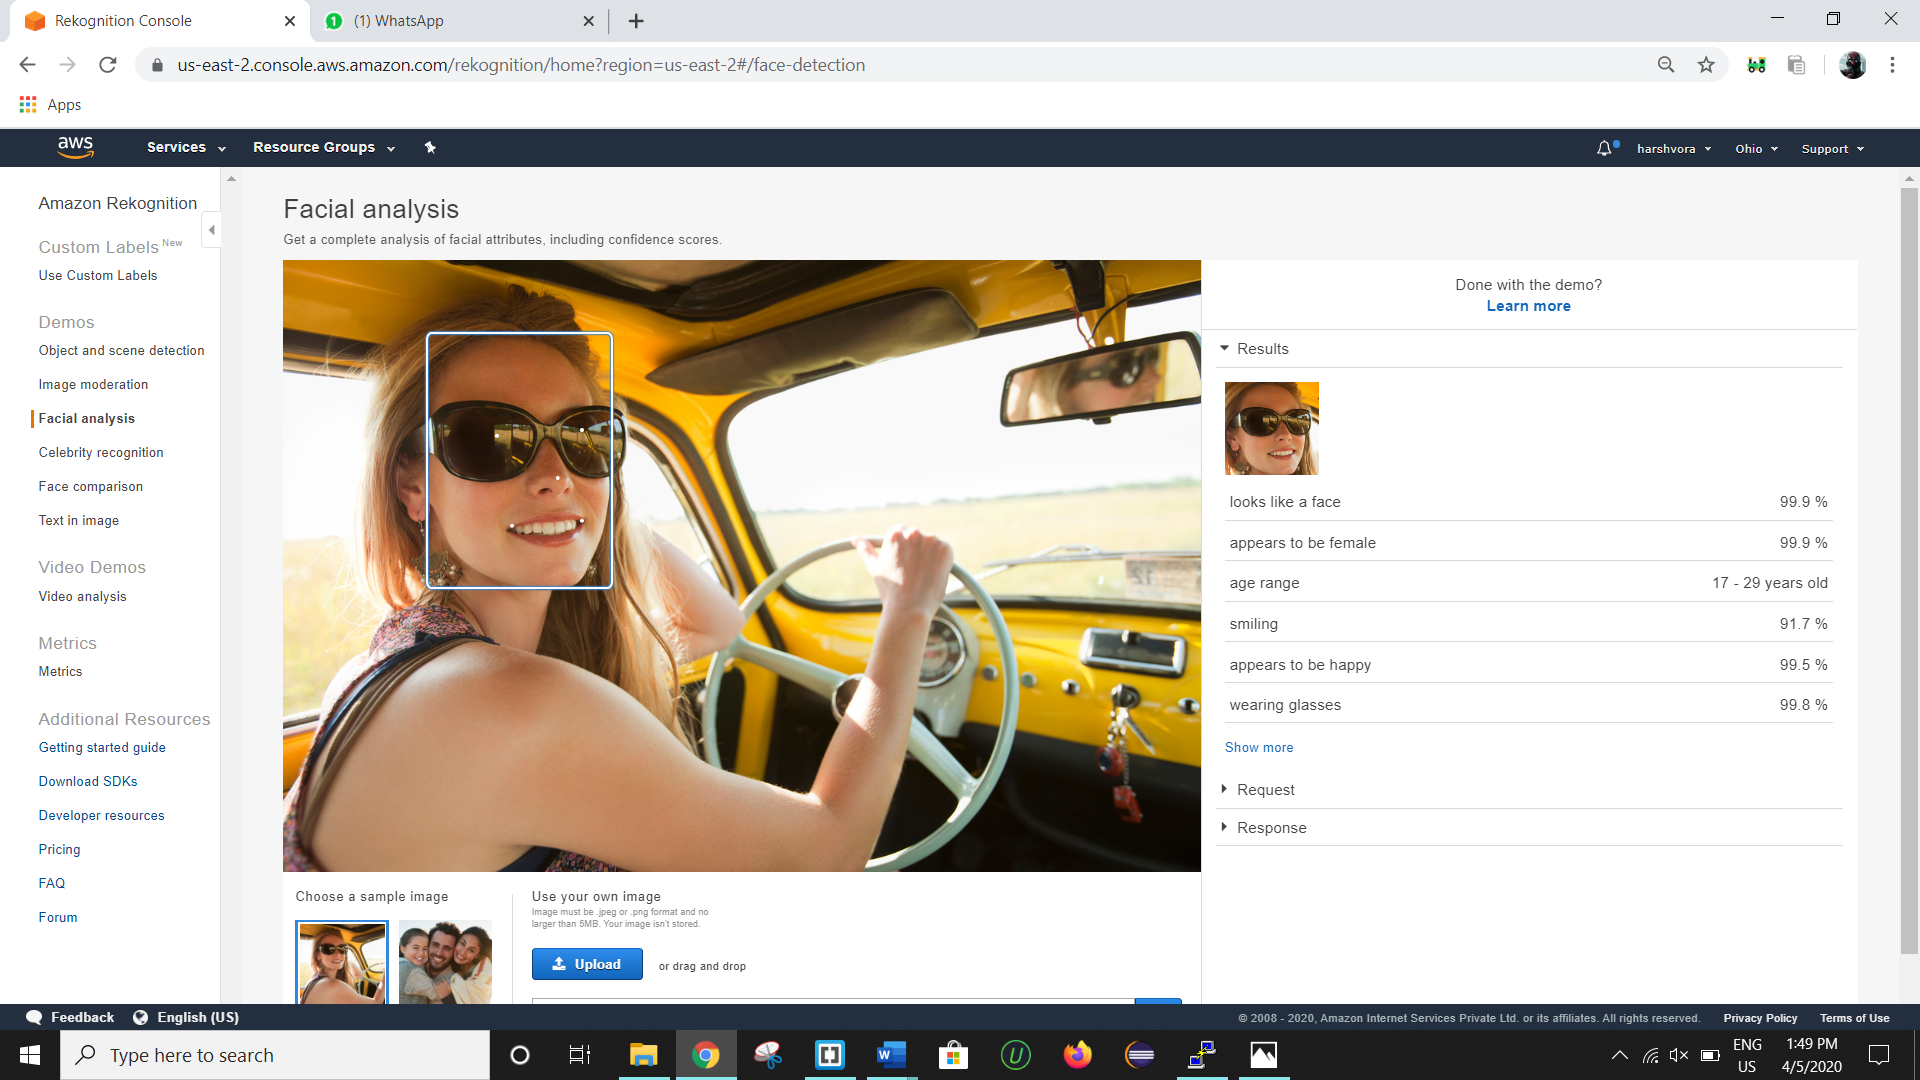 Rekognition Console
(1) WhatsApp
us-east-2.console.aws.amazon.com/rekognition/home?region=us-east-2#/face-detection
Apps
aws
Services
Resource Groups
harshvora
Ohio
Support
Amazon Rekognition
Custom Labels New
Use Custom Labels
Demos
Object and scene detection
Image moderation
Facial analysis
Celebrity recognition
Face comparison
Text in image
Video Demos
Video analysis
Metrics
Metrics
Additional Resources
Getting started guide
Download SDKs
Developer resources
Pricing
FAQ
Forum
Facial analysis
Get a complete analysis of facial attributes, including confidence scores.
Choose a sample image
Use your own image
Image must be .jpeg or .png format and no
larger than 5MB. Your image isn't stored.
Upload
or drag and drop
Done with the demo?
Learn more
Results
looks like a face 99.9 %
appears to be female 99.9 %
age range 17 - 29 years old
smiling 91.7 %
appears to be happy 99.5 %
wearing glasses 99.8 %
Show more
Request
Response
Feedback
English (US)
© 2008 - 2020, Amazon Internet Services Private Ltd. or its affiliates. All rights reserved.
Privacy Policy
Terms of Use
Type here to search
ENG
US
1:49 PM
4/5/2020